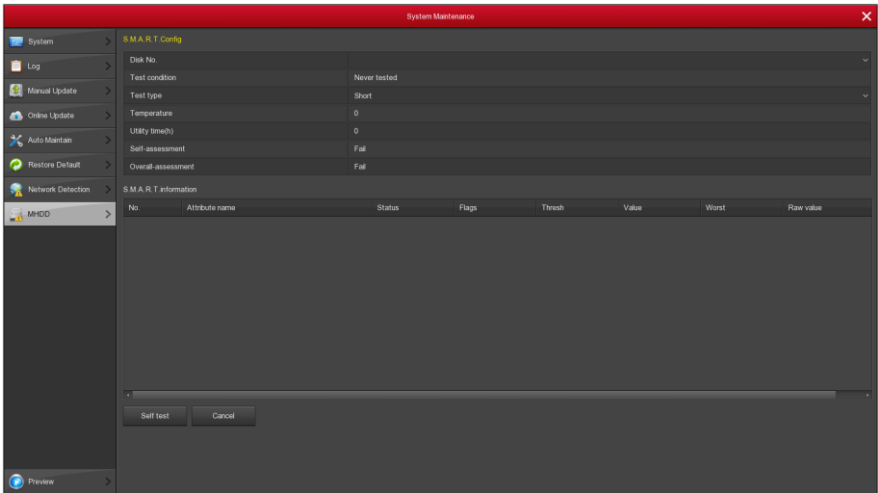 System Maintenance
System
Log
Manual Update
Online Update
Auto Maintain
Restore Default
Network Detection
MHDD
Preview
S.M.A.R.T.Config
Disk No.
Test condition Never tested
Test type Short
Temperature 0
Utility time(h) 0
Self-assessment Fail
Overall-assessment Fail
S.M.A.R.T.information
No. Attribute name Status Flags Thresh Value Worst Raw value
Self test Cancel